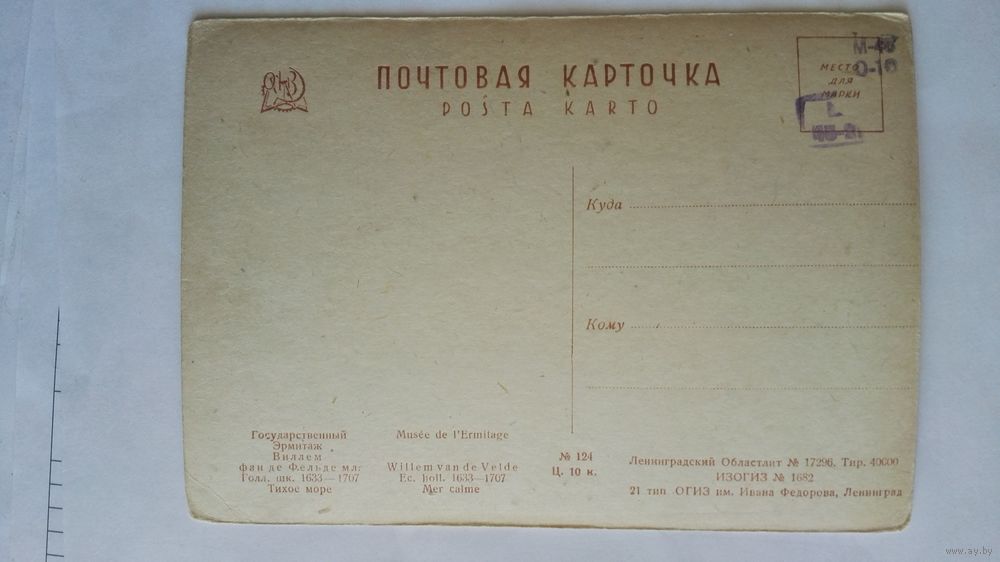 ПОЧТОВАЯ КАРТОЧКА
POSTA KARTO
МЕСТО
ДЛЯ
МАРКИ
Куда
Кому
Государственный
Эрмитаж
Виллем
фан де Фельде мл.
Голл. шк. 1633—1707
Тихое море
Musée de l'Ermitage
Willem van de Velde
Ec. holl. 1633—1707
Mer calme
№ 124
Ц. 10 к.
Ленинградский Областлит № 17296. Тир. 40000
ИЗОГИЗ № 1682
21 тип ОГИЗ им. Ивана Федорова, Ленинград
www.ay.by